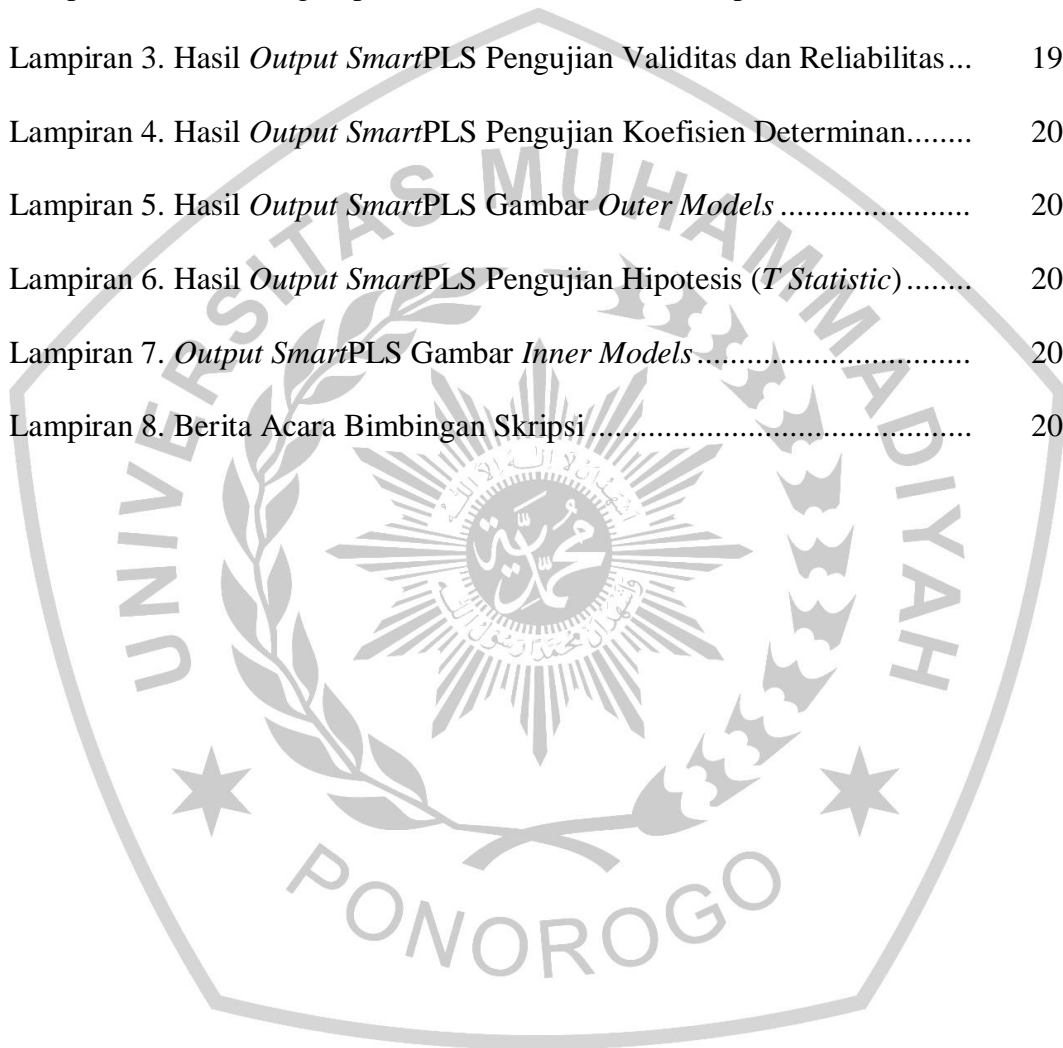 Lampiran 3. Hasil Output SmartPLS Pengujian Validitas dan Reliabilitas... 19
Lampiran 4. Hasil Output SmartPLS Pengujian Koefisien Determinan........ 20
Lampiran 5. Hasil Output SmartPLS Gambar Outer Models ...................... 20
Lampiran 6. Hasil Output SmartPLS Pengujian Hipotesis (T Statistic)........ 20
Lampiran 7. Output SmartPLS Gambar Inner Models ............................... 20
Lampiran 8. Berita Acara Bimbingan Skripsi ............................................ 20
UNIVERSITAS MUHAMMADIYAH
PONOROGO